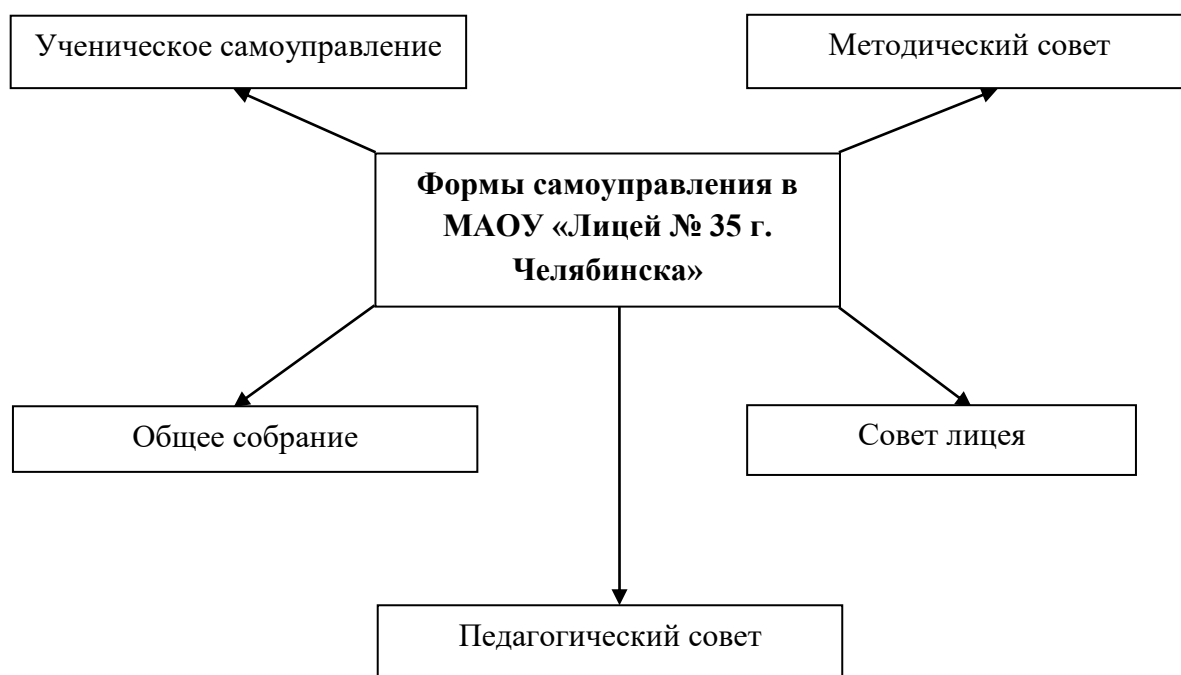 Ученическое самоуправление
Методический совет
Формы самоуправления в
МАОУ «Лицей № 35 г.
Челябинска»
Общее собрание
Совет лицея
Педагогический совет